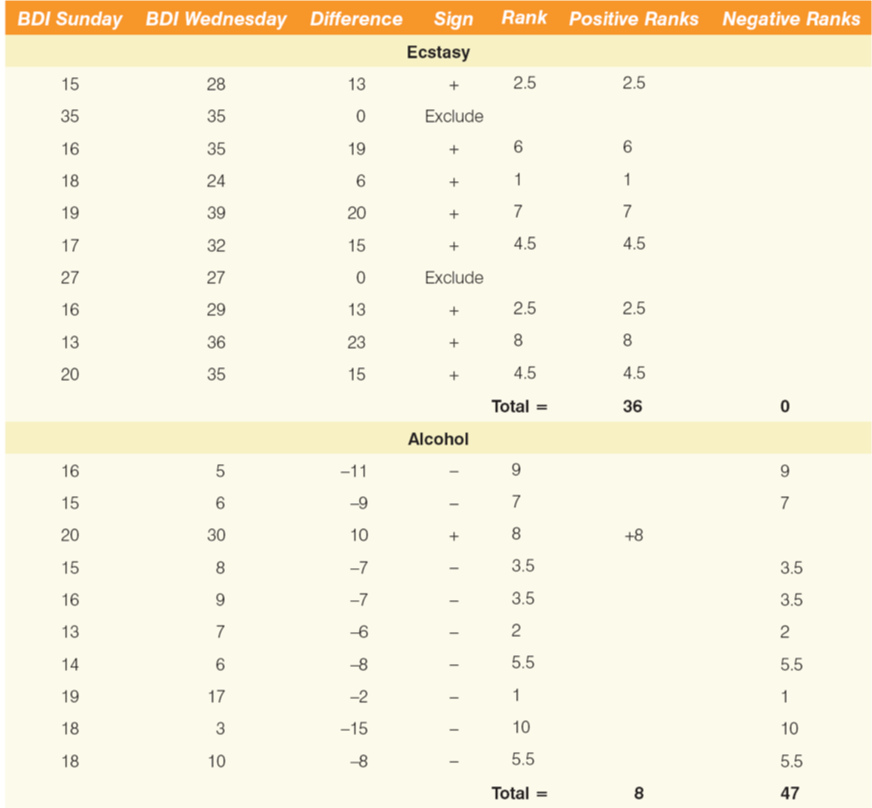 BDI Sunday BDI Wednesday Difference Sign Rank Positive Ranks Negative Ranks
Ecstasy
15 28 13 + 2.5 2.5
35 35 0 Exclude
16 35 19 + 6 6
18 24 6 + 1 1
19 39 20 + 7 7
17 32 15 + 4.5 4.5
27 27 0 Exclude
16 29 13 + 2.5 2.5
13 36 23 + 8 8
20 35 15 + 4.5 4.5
Total = 36 0
Alcohol
16 5 –11 – 9 9
15 6 –9 – 7 7
20 30 10 + 8 +8
15 8 –7 – 3.5 3.5
16 9 –7 – 3.5 3.5
13 7 –6 – 2 2
14 6 –8 – 5.5 5.5
19 17 –2 – 1 1
18 3 –15 – 10 10
18 10 –8 – 5.5 5.5
Total = 8 47